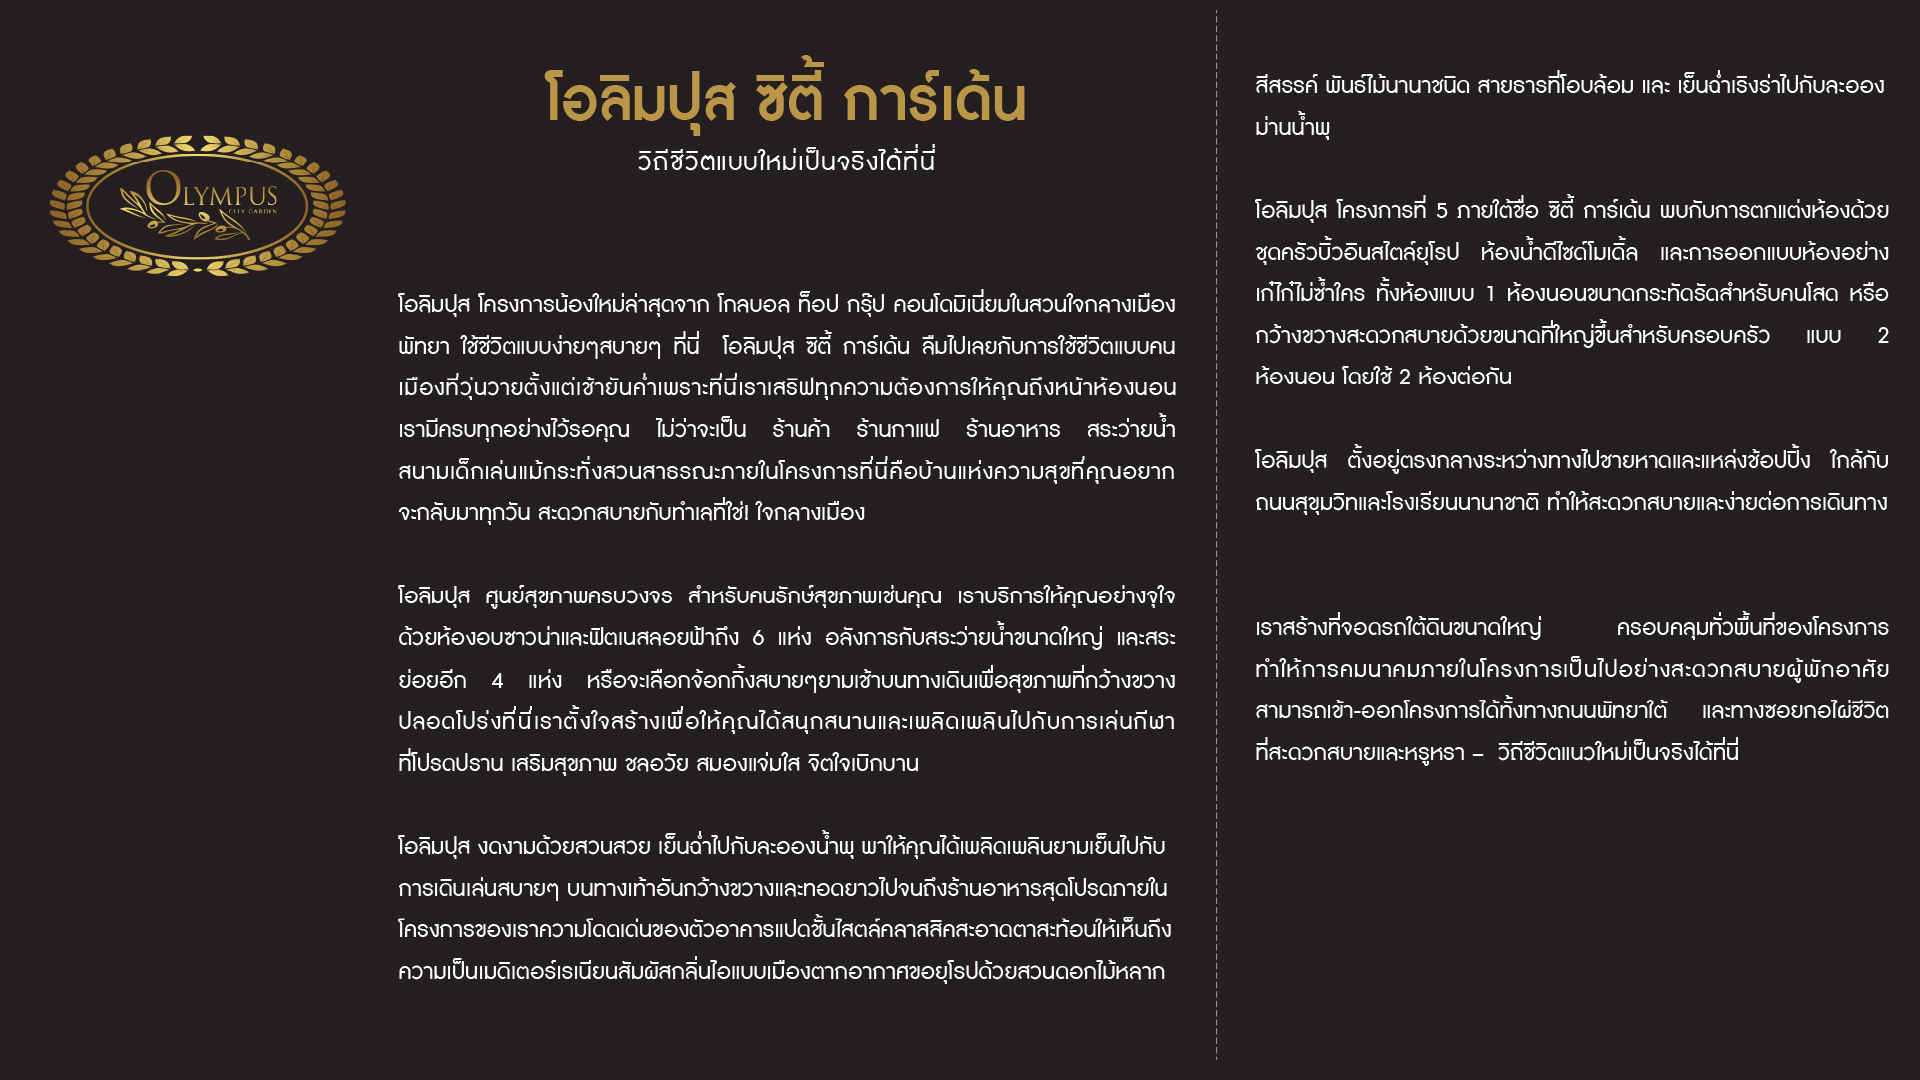 OLYMPUS
CITY GARDEN
โอลิมปุส ซิตี้ การ์เด้น
วิถีชีวิตแบบใหม่เป็นจริงได้ที่นี่
โอลิมปุส โครงการน้องใหม่ล่าสุดจาก โกลบอล ท็อป กรุ๊ป คอนโดมิเนี่ยมในสวนใจกลางเมือง
พัทยา ใช้ชีวิตแบบง่ายๆสบายๆ ที่นี่ โอลิมปุส ซิตี้ การ์เด้น ลืมไปเลยกับการใช้ชีวิตแบบคน
เมืองที่วุ่นวายตั้งแต่เช้ายันค่ำเพราะที่นี่เราเสริฟทุกความต้องการให้คุณถึงหน้าห้องนอน
เรามีครบทุกอย่างไว้รอคุณ ไม่ว่าจะเป็น ร้านค้า ร้านกาแฟ ร้านอาหาร สระว่ายน้ำ
สนามเด็กเล่นแม้กระทั่งสวนสาธรณะภายในโครงการที่นี่คือบ้านแห่งความสุขที่คุณอยาก
จะกลับมาทุกวัน สะดวกสบายกับทำเลที่ใช่! ใจกลางเมือง
โอลิมปุส ศูนย์สุขภาพครบวงจร สำหรับคนรักษ์สุขภาพเช่นคุณ เราบริการให้คุณอย่างจุใจ
ด้วยห้องอบซาวน่าและฟิตเนสลอยฟ้าถึง 6 แห่ง อลังการกับสระว่ายน้ำขนาดใหญ่ และสระ
ย่อยอีก 4 แห่ง หรือจะเลือกจ้อกกิ้งสบายๆยามเช้าบนทางเดินเพื่อสุขภาพที่กว้างขวาง
ปลอดโปร่งที่นี่เราตั้งใจสร้างเพื่อให้คุณได้สนุกสนานและเพลิดเพลินไปกับการเล่นกีฬา
ที่โปรดปราน เสริมสุขภาพ ชลอวัย สมองแจ่มใส จิตใจเบิกบาน
โอลิมปุส งดงามด้วยสวนสวย เย็นฉ่ำไปกับละอองน้ำพุ พาให้คุณได้เพลิดเพลินยามเย็นไปกับ
การเดินเล่นสบายๆ บนทางเท้าอันกว้างขวางและทอดยาวไปจนถึงร้านอาหารสุดโปรดภายใน
โครงการของเราความโดดเด่นของตัวอาคารแปดชั้นไสตล์คลาสสิคสะอาดตาสะท้อนให้เห็นถึง
ความเป็นเมดิเตอร์เรเนียนสัมผัสกลิ่นไอแบบเมืองตากอากาศขอยุโรปด้วยสวนดอกไม้หลาก
สีสรรค์ พันธ์ไม้นานาชนิด สายธารที่โอบล้อม และ เย็นฉ่ำเริงร่าไปกับละออง
ม่านน้ำพุ
โอลิมปุส โครงการที่ 5 ภายใต้ชื่อ ซิตี้ การ์เด้น พบกับการตกแต่งห้องด้วย
ชุดครัวบิ้วอินสไตล์ยุโรป ห้องน้ำดีไซด์โมเดิ้ล และการออกแบบห้องอย่าง
เก๋ไก๋ไม่ซ้ำใคร ทั้งห้องแบบ 1 ห้องนอนขนาดกระทัดรัดสำหรับคนโสด หรือ
กว้างขวางสะดวกสบายด้วยขนาดที่ใหญ่ขึ้นสำหรับครอบครัว แบบ 2
ห้องนอน โดยใช้ 2 ห้องต่อกัน
โอลิมปุส ตั้งอยู่ตรงกลางระหว่างทางไปชายหาดและแหล่งช้อปปิ้ง ใกล้กับ
ถนนสุขุมวิทและโรงเรียนนานาชาติ ทำให้สะดวกสบายและง่ายต่อการเดินทาง
เราสร้างที่จอดรถใต้ดินขนาดใหญ่ ครอบคลุมทั่วพื้นที่ของโครงการ
ทำให้การคมนาคมภายในโครงการเป็นไปอย่างสะดวกสบายผู้พักอาศัย
สามารถเข้า-ออกโครงการได้ทั้งทางถนนพัทยาใต้ และทางซอยกอไผ่ชีวิต
ที่สะดวกสบายและหรูหรา – วิถีชีวิตแนวใหม่เป็นจริงได้ที่นี่